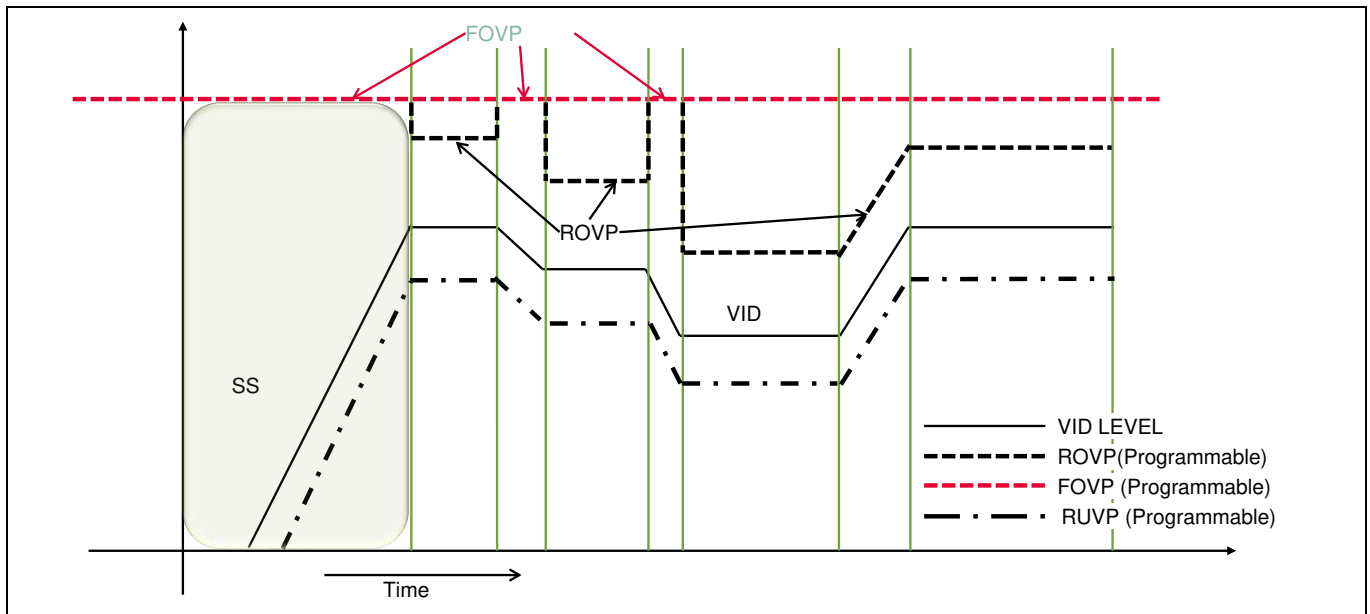 FOVP
ROVP
VID
SS
VID LEVEL
ROVP(Programmable)
FOVP (Programmable)
RUVP (Programmable)
Time